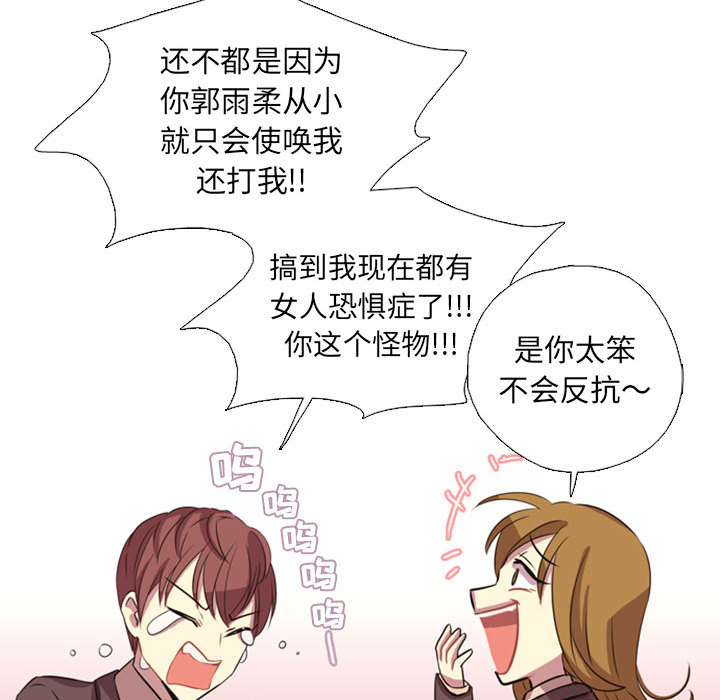 还不都是因为
你郭雨柔从小
就只会使唤我
还打我!!
搞到我现在都有
女人恐惧症了!!!
你这个怪物!!!
是你太笨
不会反抗～
呜
呜
呜
呜
呜